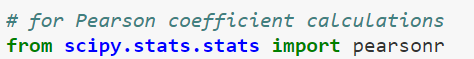 # for Pearson coefficient calculations
from scipy.stats.stats import pearsonr